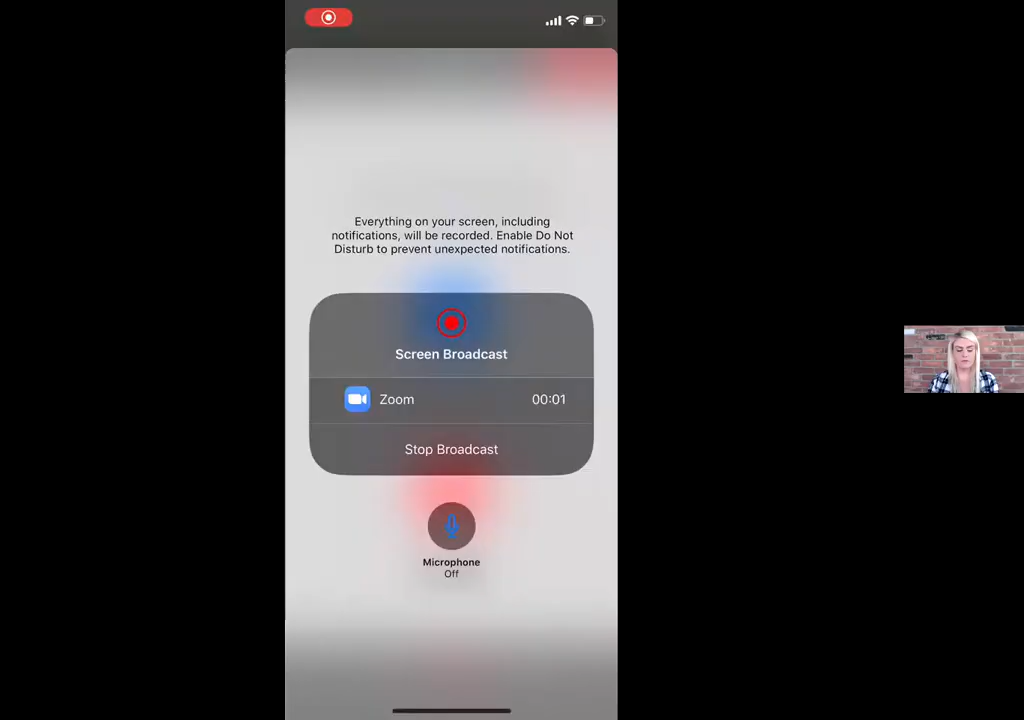 Everything on your screen, including
notifications, will be recorded. Enable Do Not
Disturb to prevent unexpected notifications.
Screen Broadcast
Zoom 00:01
Stop Broadcast
Microphone
Off